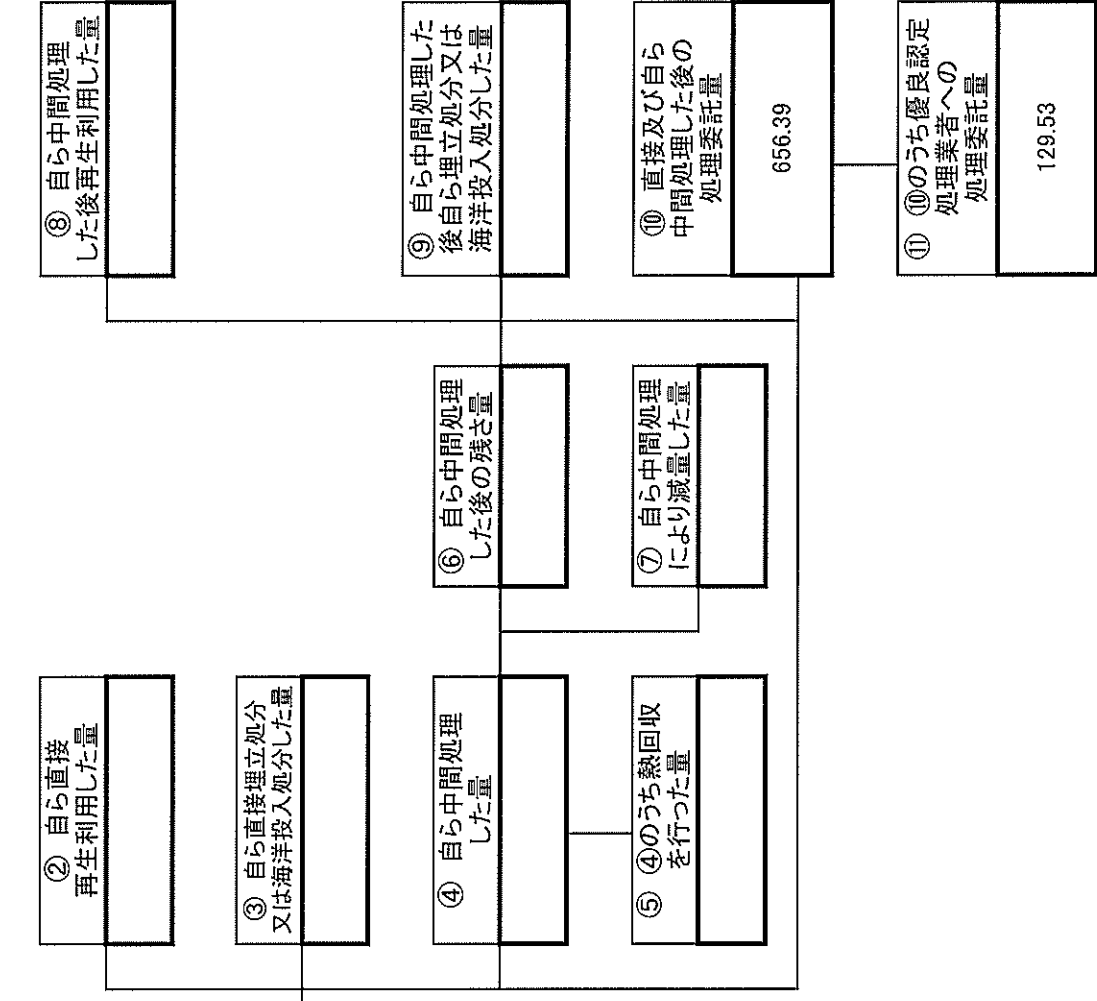 ② 自ら直接
再生利用した量
③ 自ら直接埋立処分
又は海洋投入処分した量
④ 自ら中間処理
した量
⑤ ④のうち熱回収
を行った量
⑥ 自ら中間処理
した後の残さ量
⑦ 自ら中間処理
により減量した量
⑧ 自ら中間処理
した後再生利用した量
⑨ 自ら中間処理した
後自ら埋立処分又は
海洋投入処分した量
⑩ 直接及び自ら
中間処理した後の
処理委託量
656.39
⑪ ⑩のうち優良認定
処理業者への
処理委託量
129.53